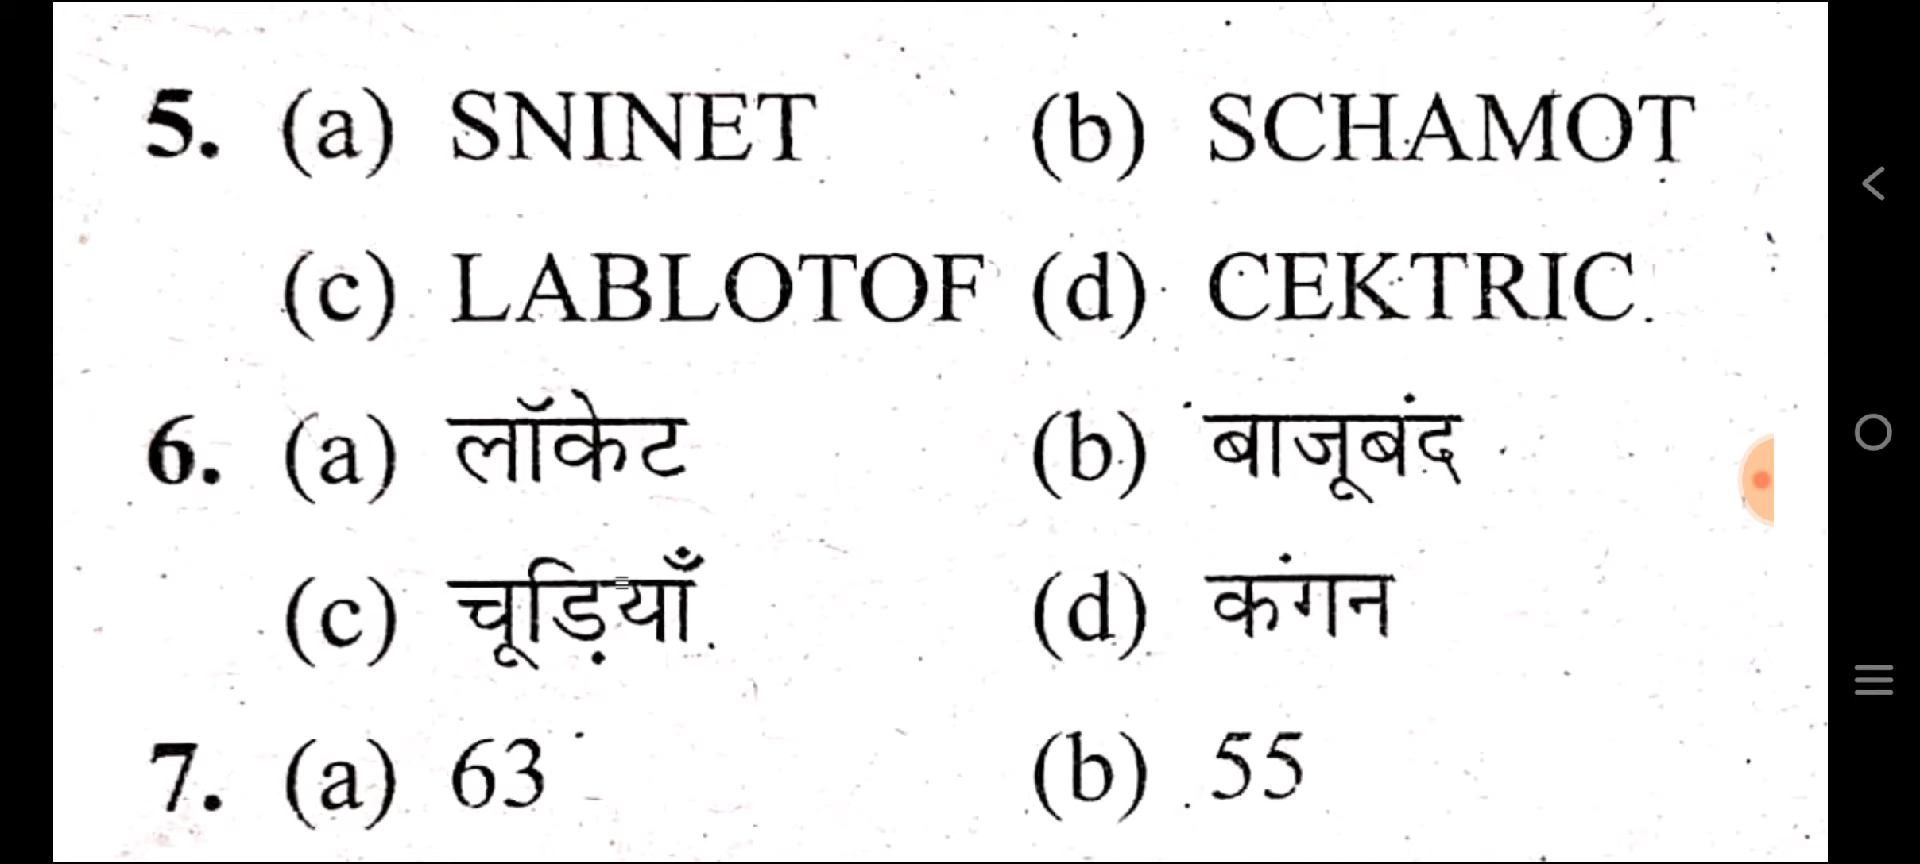 5. (a) SNINET (b) SCHAMOT
(c) LABLOTOF (d) CEKTRIC
6. (a) लॉकेट (b) बाजूबंद
(c) चूड़ियाँ (d) कंगन
7. (a) 63 (b) 55